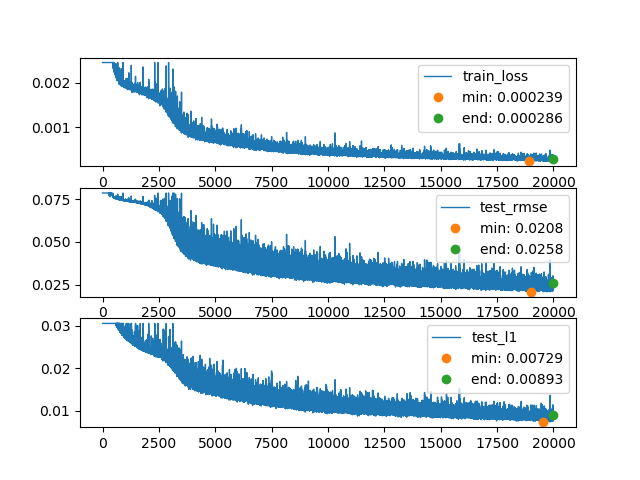 0.002
0.001
train_loss
min: 0.000239
end: 0.000286
0 2500 5000 7500 10000 12500 15000 17500 20000
0.075
0.050
0.025
test_rmse
min: 0.0208
end: 0.0258
0 2500 5000 7500 10000 12500 15000 17500 20000
0.03
0.02
0.01
test_l1
min: 0.00729
end: 0.00893
0 2500 5000 7500 10000 12500 15000 17500 20000